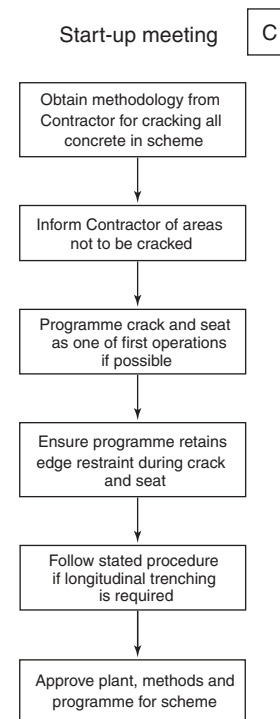 Start-up meeting C
Obtain methodology from
Contractor for cracking all
concrete in scheme
Inform Contractor of areas
not to be cracked
Programme crack and seat
as one of first operations
if possible
Ensure programme retains
edge restraint during crack
and seat
Follow stated procedure
if longitudinal trenching
is required
Approve plant, methods and
programme for scheme